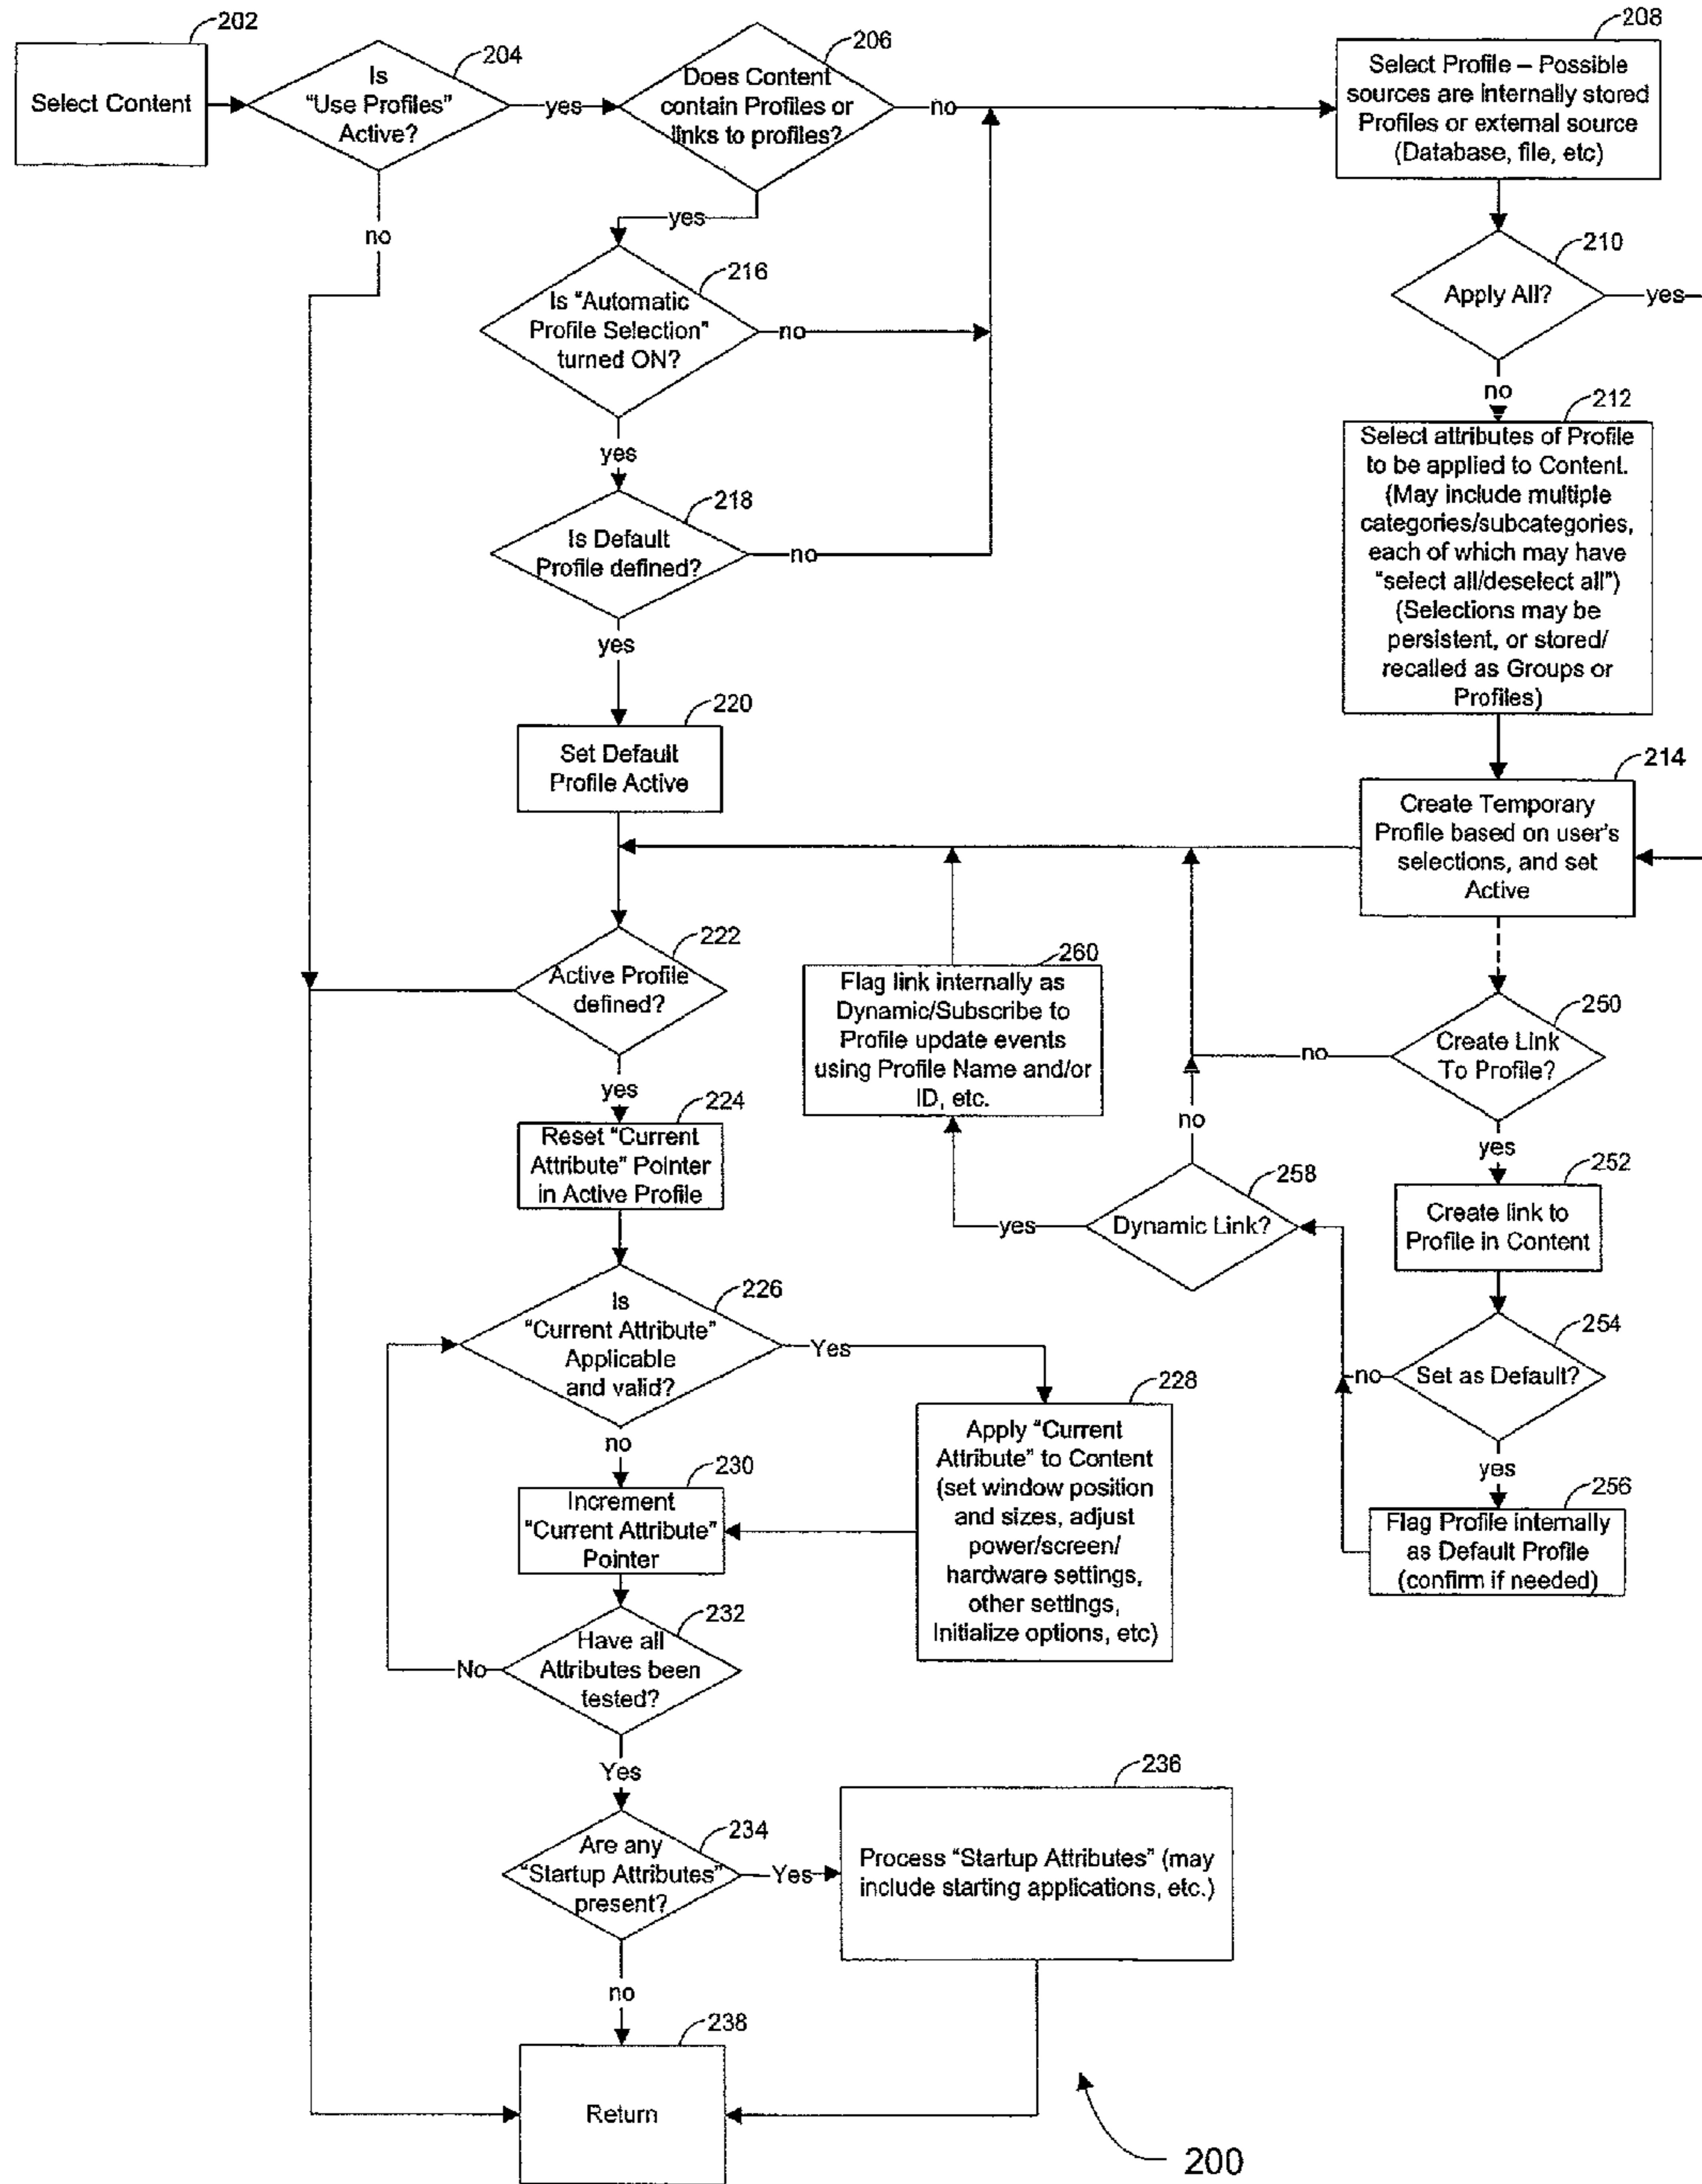 202
Select Content
204
Is
"Use Profiles"
Active?
yes
no
206
Does Content
contain Profiles or
links to profiles?
no
yes
208
Select Profile – Possible
sources are internally stored
Profiles or external source
(Database, file, etc)
210
Apply All?
yes
no
212
Select attributes of Profile
to be applied to Content.
(May include multiple
categories/subcategories,
each of which may have
"select all/deselect all")
(Selections may be
persistent, or stored/
recalled as Groups or
Profiles)
214
Create Temporary
Profile based on user's
selections, and set
Active
216
Is "Automatic
Profile Selection"
turned ON?
no
yes
218
Is Default
Profile defined?
no
yes
220
Set Default
Profile Active
222
Active Profile
defined?
yes
224
Reset "Current
Attribute" Pointer
in Active Profile
226
Is
"Current Attribute"
Applicable
and valid?
Yes
no
228
Apply "Current
Attribute" to Content
(set window position
and sizes, adjust
power/screen/
hardware settings,
other settings,
Initialize options, etc)
230
Increment
"Current Attribute"
Pointer
232
Have all
Attributes been
tested?
No
Yes
234
Are any
"Startup Attributes"
present?
Yes
no
236
Process "Startup Attributes" (may
include starting applications, etc.)
238
Return
250
Create Link
To Profile?
no
yes
252
Create link to
Profile in Content
254
Set as Default?
no
yes
256
Flag Profile internally
as Default Profile
(confirm if needed)
258
Dynamic Link?
no
yes
260
Flag link internally as
Dynamic/Subscribe to
Profile update events
using Profile Name and/or
ID, etc.
200